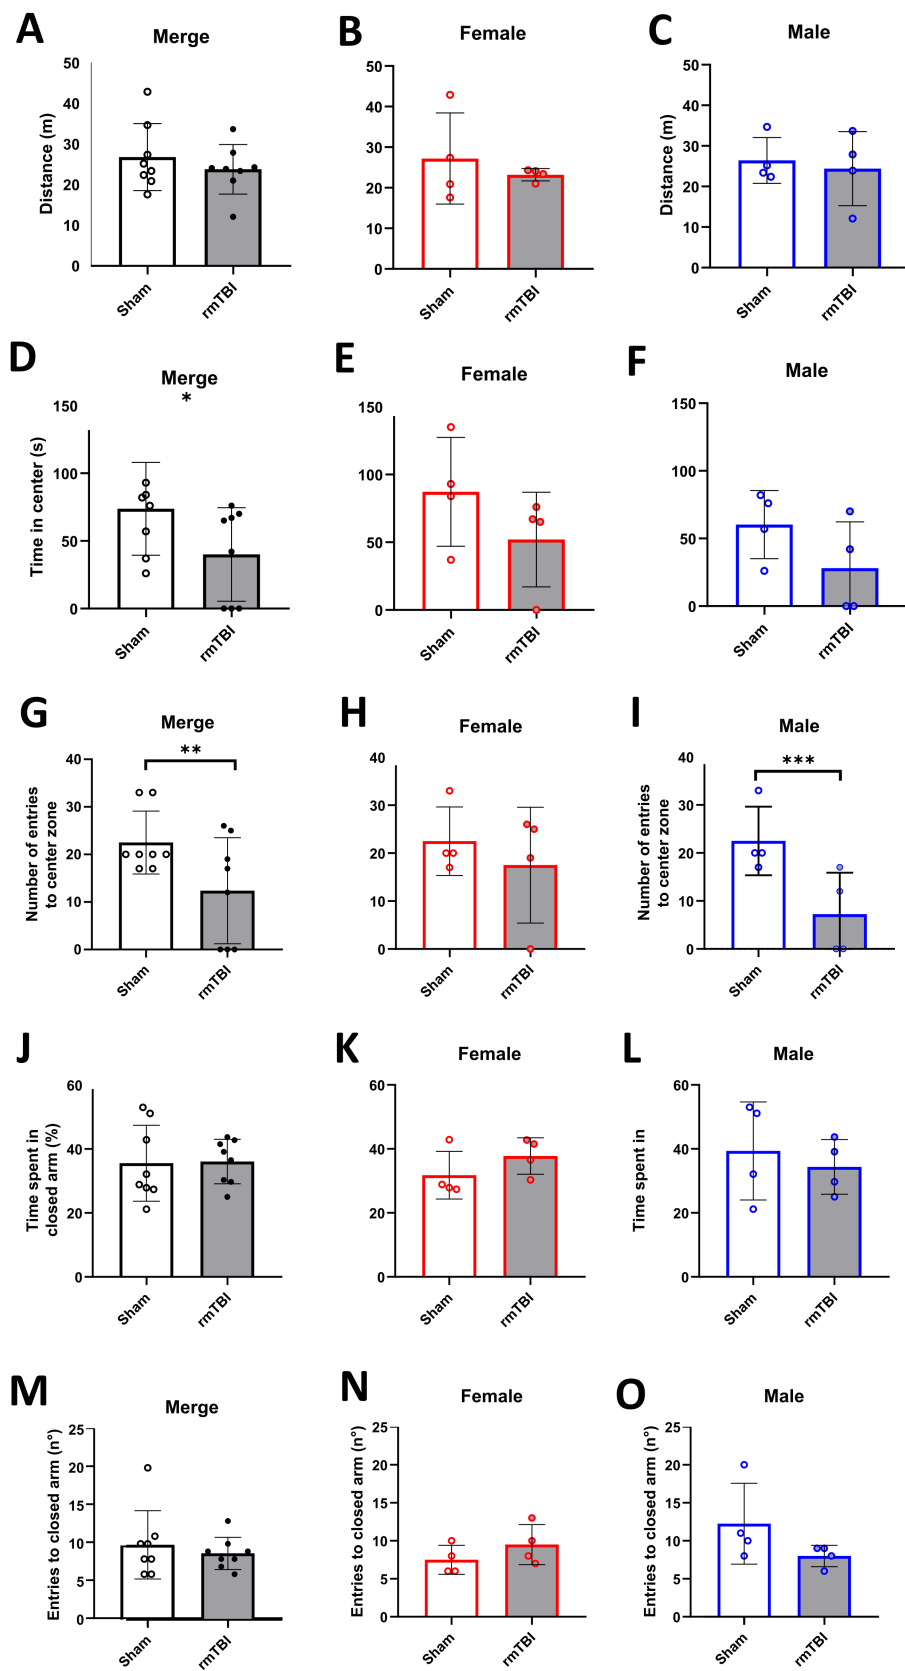 A
Merge
Distance (m)
50
40
30
20
10
0
Sham
rmTBI
B
Female
50
40
30
20
10
0
Sham
rmTBI
C
Male
Distance (m)
50
40
30
20
10
0
Sham
rmTBI
D
Merge
*
Time in center (s)
150
100
50
0
Sham
rmTBI
E
Female
150
100
50
0
Sham
rmTBI
F
Male
150
100
50
0
Sham
rmTBI
G
Merge
**
Number of entries
to center zone
40
30
20
10
0
Sham
rmTBI
H
Female
40
30
20
10
0
Sham
rmTBI
I
Male
***
Number of entries
to center zone
40
30
20
10
0
Sham
rmTBI
J
Time spent in
closed arm (%)
60
40
20
0
Sham
rmTBI
K
Female
60
40
20
0
Sham
rmTBI
L
Male
Time spent in
60
40
20
0
Sham
rmTBI
M
Merge
Entries to closed arm (n°)
25
20
15
10
5
0
Sham
rmTBI
N
Female
Entries to closed arm (n°)
25
20
15
10
5
0
Sham
rmTBI
O
Male
Entries to closed arm (n°)
25
20
15
10
5
0
Sham
rmTBI